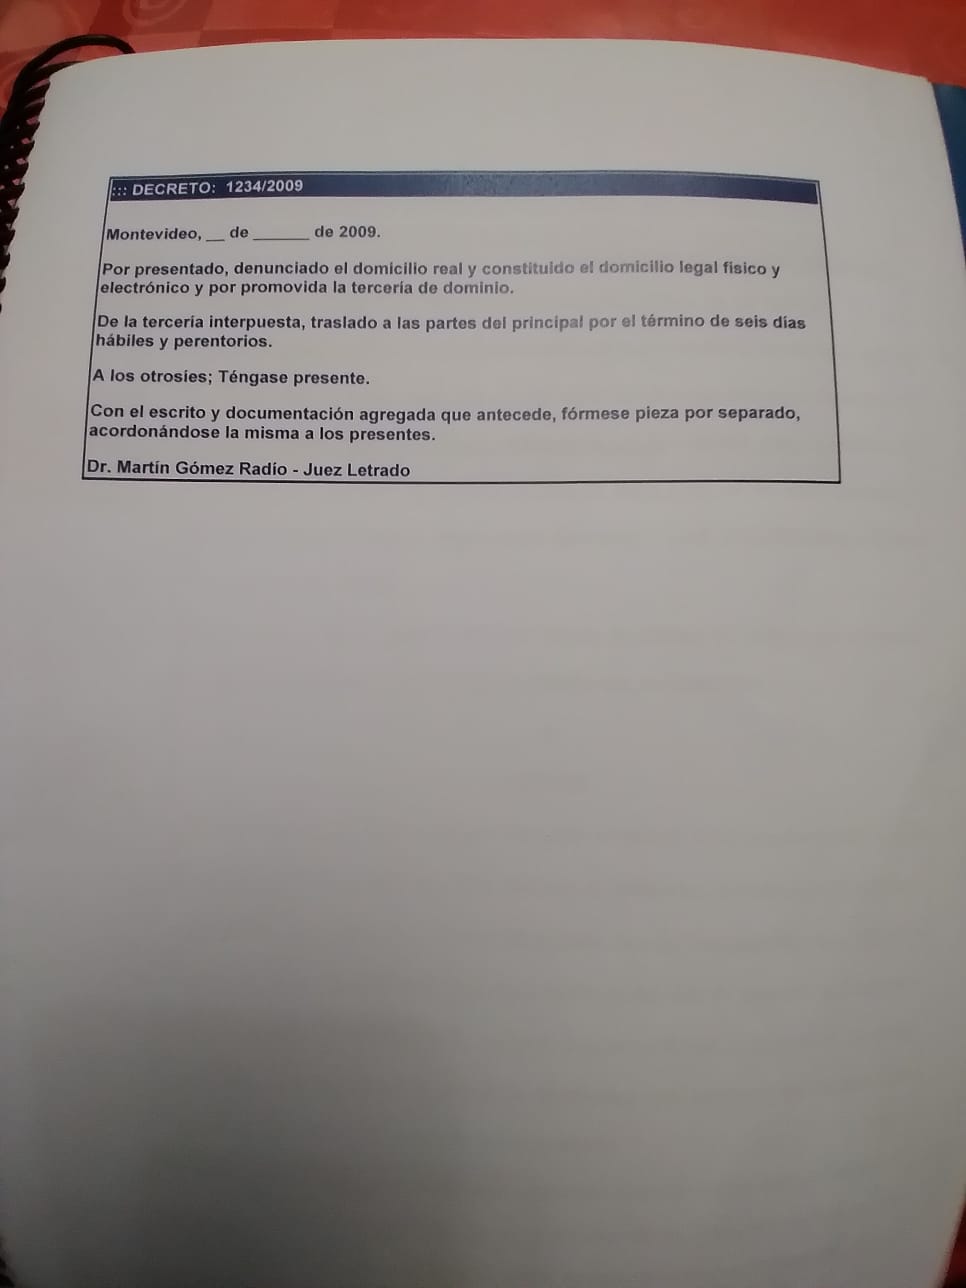 ::: DECRETO: 1234/2009
Montevideo, __ de ______ de 2009.
Por presentado, denunciado el domicilio real y constituido el domicilio legal físico y
electrónico y por promovida la tercería de dominio.
De la tercería interpuesta, traslado a las partes del principal por el término de seis días
hábiles y perentorios.
A los otrosíes; Téngase presente.
Con el escrito y documentación agregada que antecede, fórmese pieza por separado,
acordonándose la misma a los presentes.
Dr. Martín Gómez Radío - Juez Letrado